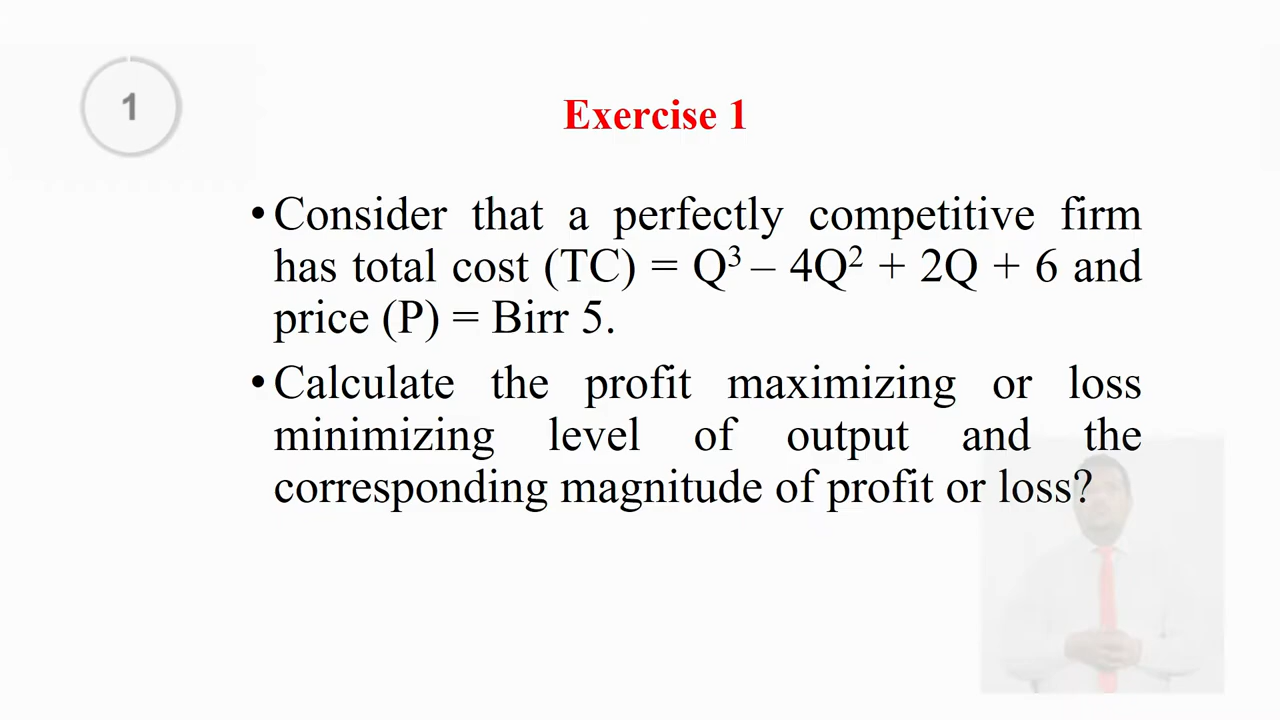 1
Exercise 1
•Consider that a perfectly competitive firm
has total cost (TC) = Q³ – 4Q² + 2Q + 6 and
price (P) = Birr 5.
•Calculate the profit maximizing or loss
minimizing level of output and the
corresponding magnitude of profit or loss?